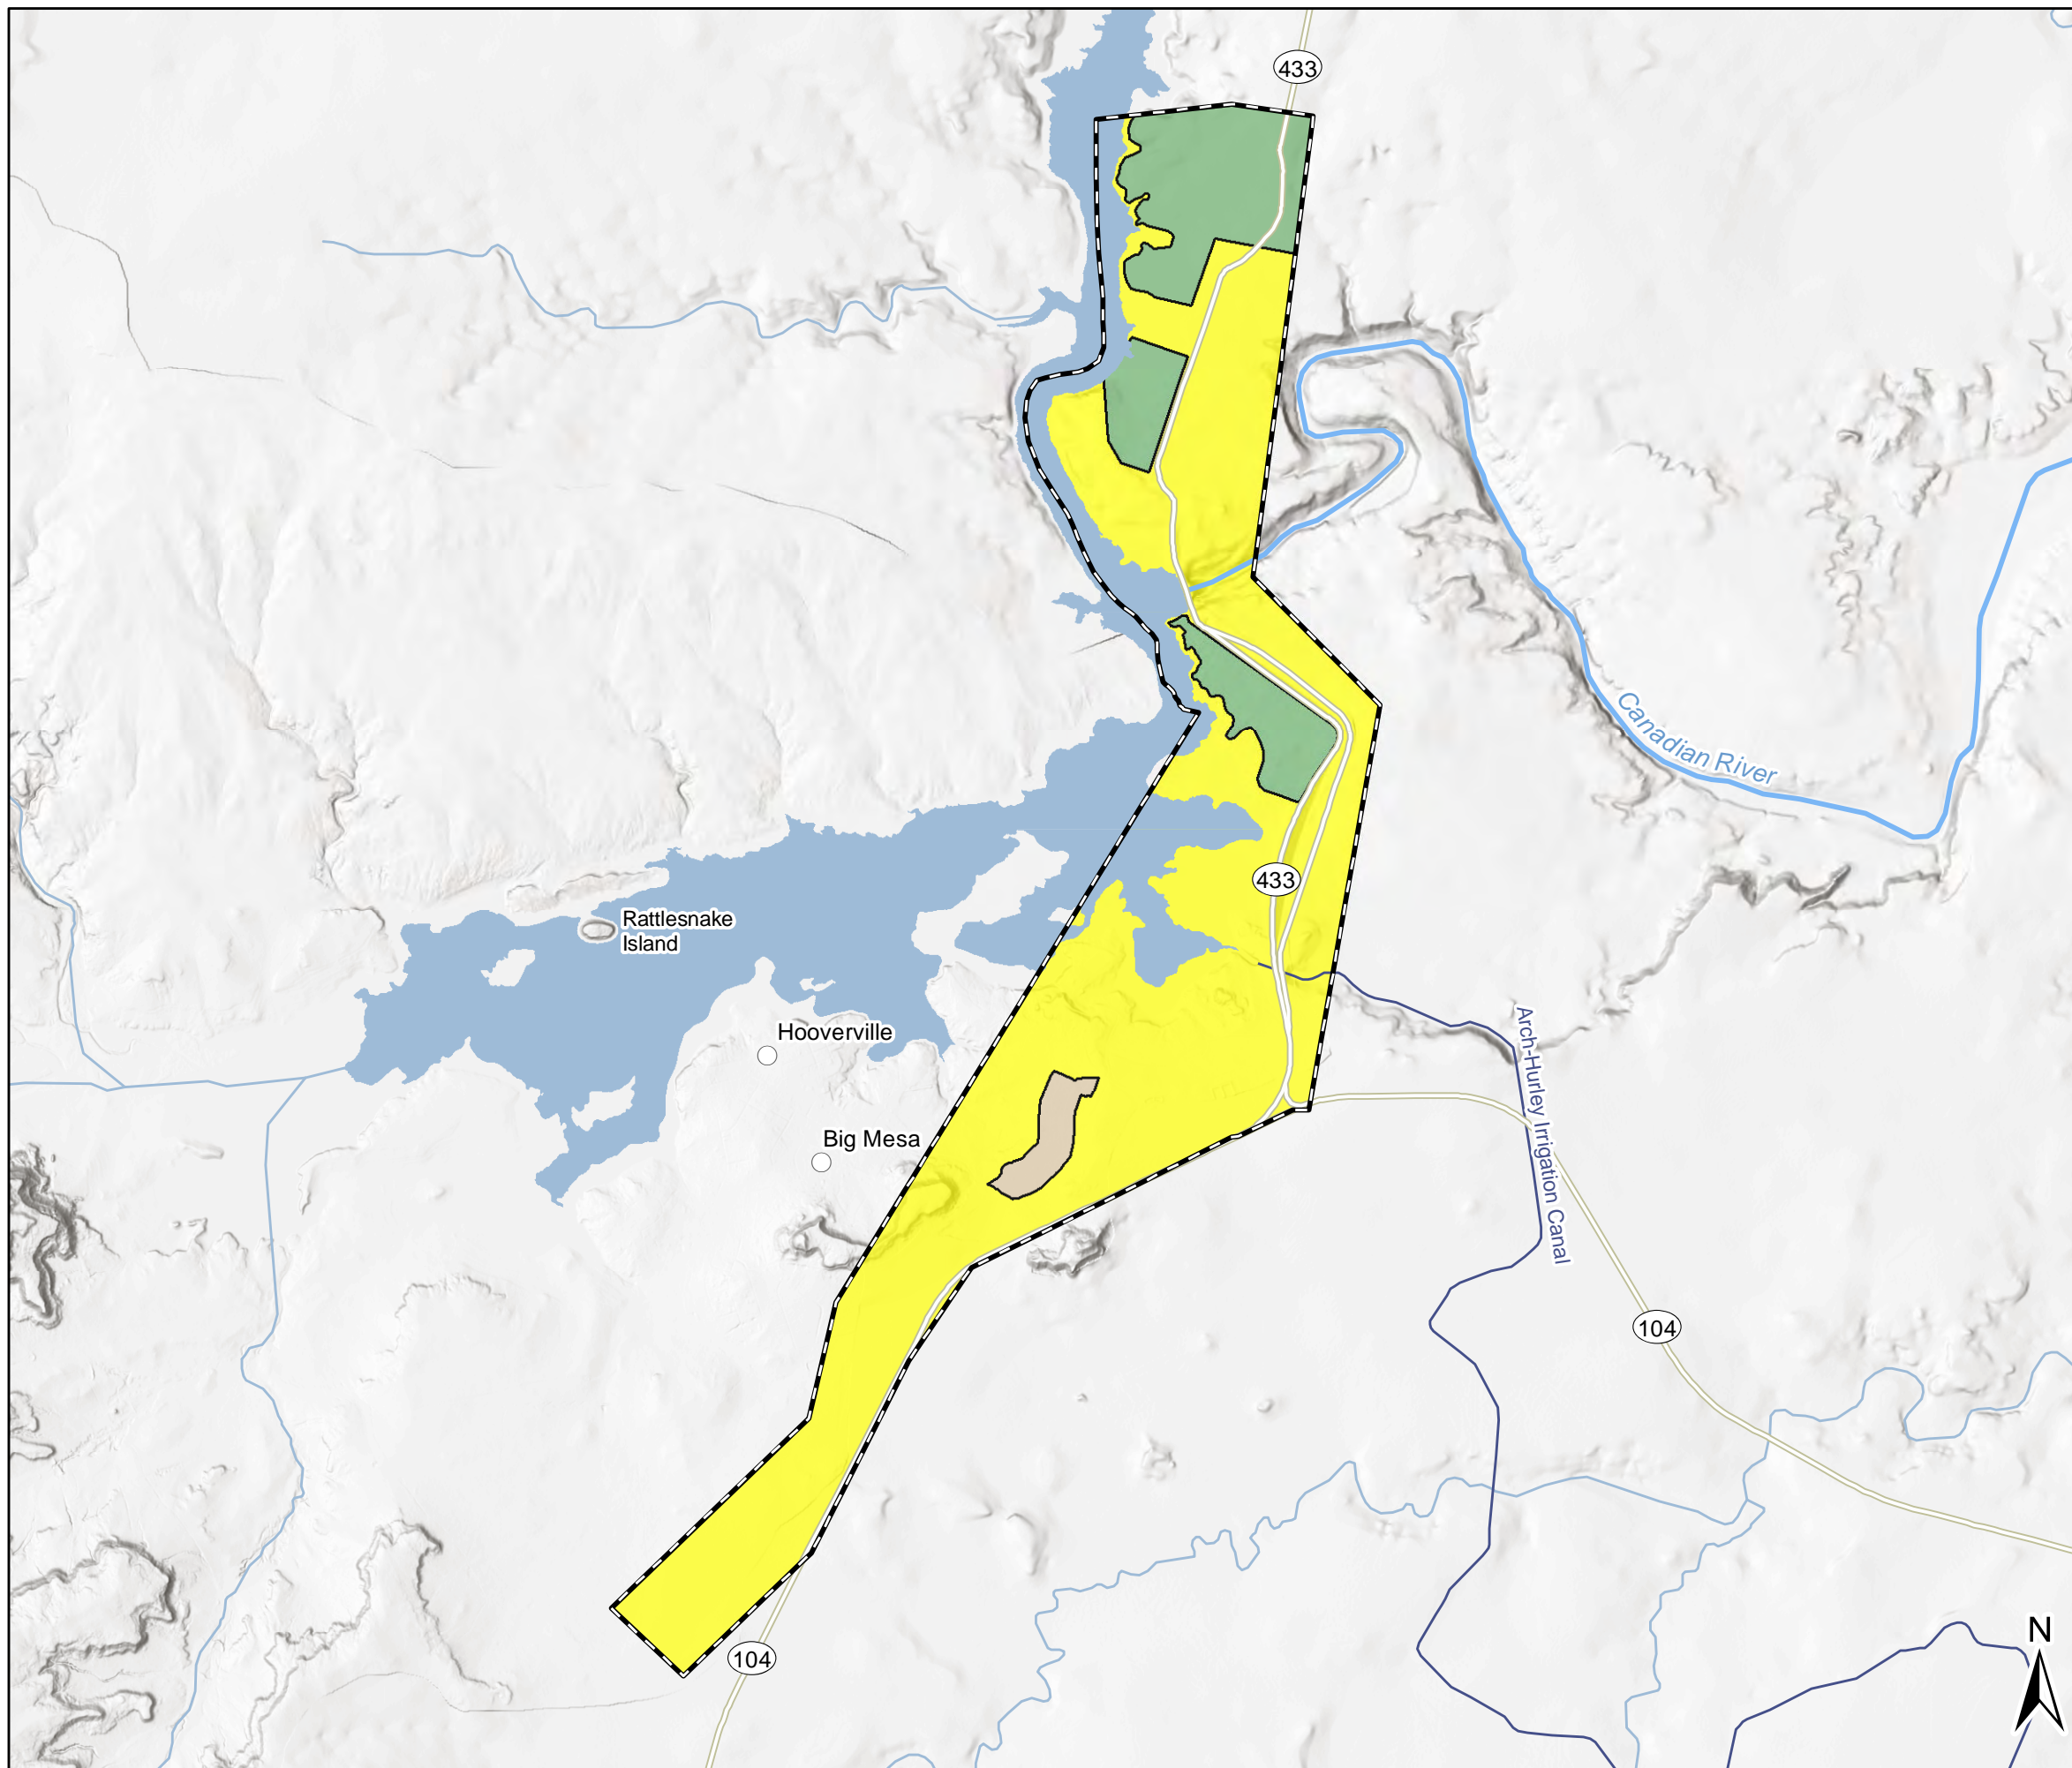 433
Canadian River
433
Rattlesnake
Island
Arch-Hurley Irrigation Canal
Hooverville
Big Mesa
104
N
104